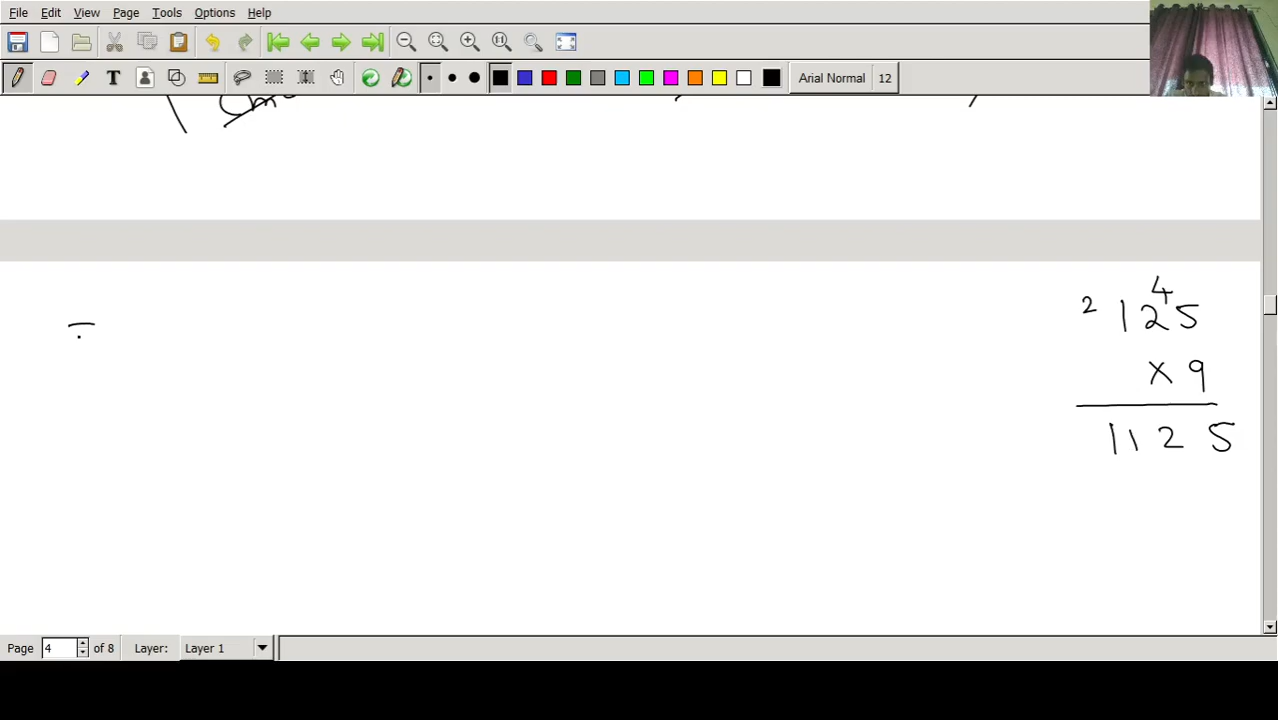 File Edit View Page Tools Options Help
Arial Normal 12
4
2 125
× 9
1125
Page 4 of 8 Layer: Layer 1